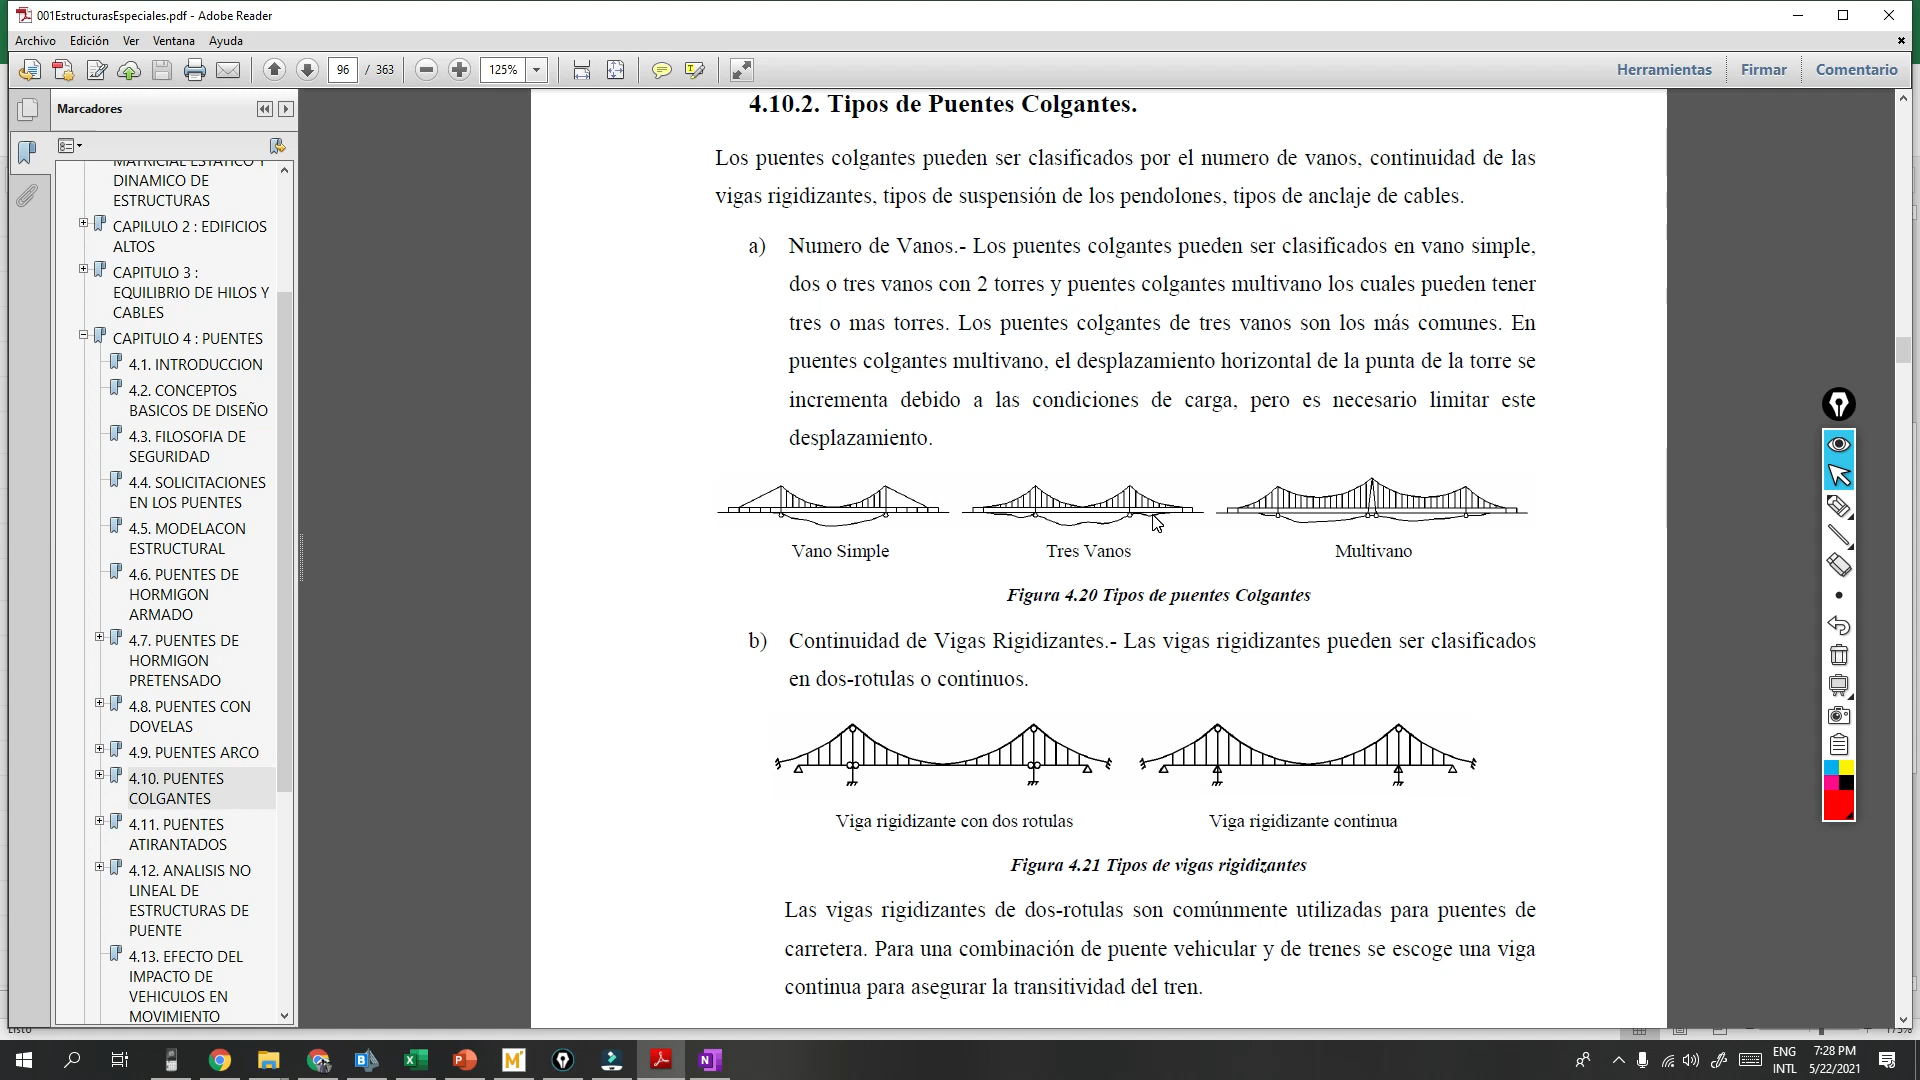 001EstructurasEspeciales.pdf - Adobe Reader
Archivo Edición Ver Ventana Ayuda
96 / 363 125% Herramientas Firmar Comentario
Marcadores
MATRICIAL ESTATICO Y
DINAMICO DE
ESTRUCTURAS
CAPILULO 2 : EDIFICIOS
ALTOS
CAPITULO 3 :
EQUILIBRIO DE HILOS Y
CABLES
CAPITULO 4 : PUENTES
4.1. INTRODUCCION
4.2. CONCEPTOS
BASICOS DE DISEÑO
4.3. FILOSOFIA DE
SEGURIDAD
4.4. SOLICITACIONES
EN LOS PUENTES
4.5. MODELACON
ESTRUCTURAL
4.6. PUENTES DE
HORMIGON
ARMADO
4.7. PUENTES DE
HORMIGON
PRETENSADO
4.8. PUENTES CON
DOVELAS
4.9. PUENTES ARCO
4.10. PUENTES
COLGANTES
4.11. PUENTES
ATIRANTADOS
4.12. ANALISIS NO
LINEAL DE
ESTRUCTURAS DE
PUENTE
4.13. EFECTO DEL
IMPACTO DE
VEHICULOS EN
MOVIMIENTO
4.10.2. Tipos de Puentes Colgantes.
Los puentes colgantes pueden ser clasificados por el numero de vanos, continuidad de las
vigas rigidizantes, tipos de suspensión de los pendolones, tipos de anclaje de cables.
a) Numero de Vanos.- Los puentes colgantes pueden ser clasificados en vano simple,
dos o tres vanos con 2 torres y puentes colgantes multivano los cuales pueden tener
tres o mas torres. Los puentes colgantes de tres vanos son los más comunes. En
puentes colgantes multivano, el desplazamiento horizontal de la punta de la torre se
incrementa debido a las condiciones de carga, pero es necesario limitar este
desplazamiento.
Vano Simple Tres Vanos Multivano
Figura 4.20 Tipos de puentes Colgantes
b) Continuidad de Vigas Rigidizantes.- Las vigas rigidizantes pueden ser clasificados
en dos-rotulas o continuos.
Viga rigidizante con dos rotulas Viga rigidizante continua
Figura 4.21 Tipos de vigas rigidizantes
Las vigas rigidizantes de dos-rotulas son comúnmente utilizadas para puentes de
carretera. Para una combinación de puente vehicular y de trenes se escoge una viga
continua para asegurar la transitividad del tren.
Listo 175%
ENG
INTL
7:28 PM
5/22/2021